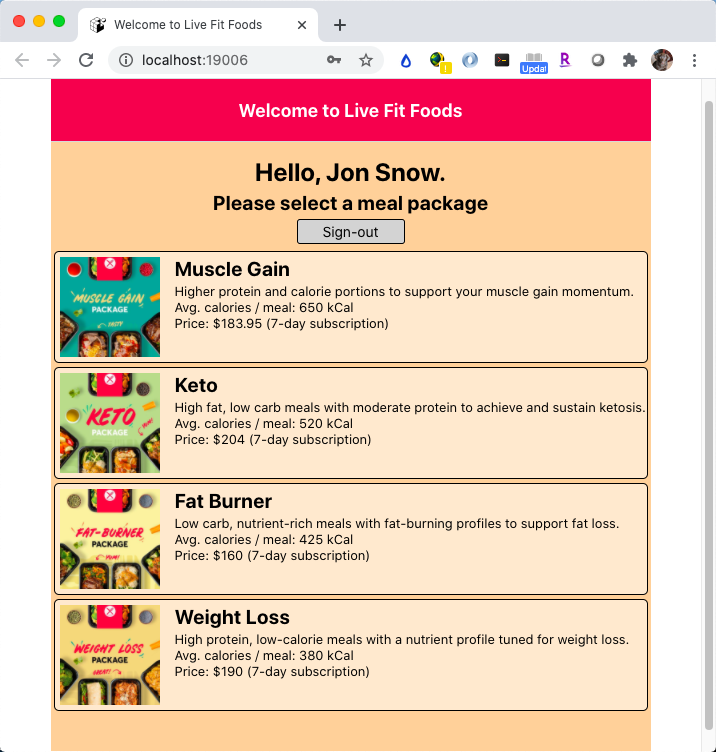 Welcome to Live Fit Foods
localhost:19006
Updat
R
Welcome to Live Fit Foods
Hello, Jon Snow.
Please select a meal package
Sign-out
MUSCLE GAIN
PACKAGE
TASTY
Muscle Gain
Higher protein and calorie portions to support your muscle gain momentum.
Avg. calories / meal: 650 kCal
Price: $183.95 (7-day subscription)
KETO
PACKAGE
YUM!
Keto
High fat, low carb meals with moderate protein to achieve and sustain ketosis.
Avg. calories / meal: 520 kCal
Price: $204 (7-day subscription)
FAT-BURNER
PACKAGE
YUM!
Fat Burner
Low carb, nutrient-rich meals with fat-burning profiles to support fat loss.
Avg. calories / meal: 425 kCal
Price: $160 (7-day subscription)
WEIGHT LOSS
PACKAGE
GREAT!
Weight Loss
High protein, low-calorie meals with a nutrient profile tuned for weight loss.
Avg. calories / meal: 380 kCal
Price: $190 (7-day subscription)